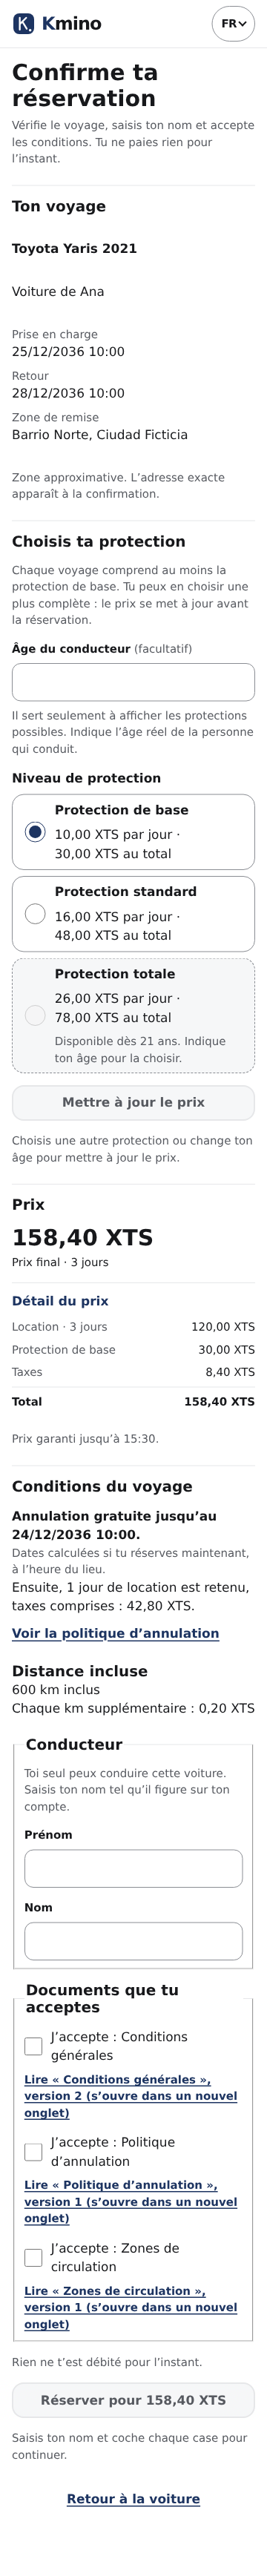 Kmino
FR
Confirme ta
réservation
Vérifie le voyage, saisis ton nom et accepte
les conditions. Tu ne paies rien pour
l’instant.
Ton voyage
Toyota Yaris 2021
Voiture de Ana
Prise en charge
25/12/2036 10:00
Retour
28/12/2036 10:00
Zone de remise
Barrio Norte, Ciudad Ficticia
Zone approximative. L’adresse exacte
apparaît à la confirmation.
Choisis ta protection
Chaque voyage comprend au moins la
protection de base. Tu peux en choisir une
plus complète : le prix se met à jour avant
la réservation.
Âge du conducteur (facultatif)
Il sert seulement à afficher les protections
possibles. Indique l’âge réel de la personne
qui conduit.
Niveau de protection
Protection de base
10,00 XTS par jour ·
30,00 XTS au total
Protection standard
16,00 XTS par jour ·
48,00 XTS au total
Protection totale
26,00 XTS par jour ·
78,00 XTS au total
Disponible dès 21 ans. Indique
ton âge pour la choisir.
Mettre à jour le prix
Choisis une autre protection ou change ton
âge pour mettre à jour le prix.
Prix
158,40 XTS
Prix final · 3 jours
Détail du prix
Location · 3 jours 120,00 XTS
Protection de base 30,00 XTS
Taxes 8,40 XTS
Total 158,40 XTS
Prix garanti jusqu’à 15:30.
Conditions du voyage
Annulation gratuite jusqu’au
24/12/2036 10:00.
Dates calculées si tu réserves maintenant,
à l’heure du lieu.
Ensuite, 1 jour de location est retenu,
taxes comprises : 42,80 XTS.
Voir la politique d’annulation
Distance incluse
600 km inclus
Chaque km supplémentaire : 0,20 XTS
Conducteur
Toi seul peux conduire cette voiture.
Saisis ton nom tel qu’il figure sur ton
compte.
Prénom
Nom
Documents que tu
acceptes
J’accepte : Conditions
générales
Lire « Conditions générales »,
version 2 (s’ouvre dans un nouvel
onglet)
J’accepte : Politique
d’annulation
Lire « Politique d’annulation »,
version 1 (s’ouvre dans un nouvel
onglet)
J’accepte : Zones de
circulation
Lire « Zones de circulation »,
version 1 (s’ouvre dans un nouvel
onglet)
Rien ne t’est débité pour l’instant.
Réserver pour 158,40 XTS
Saisis ton nom et coche chaque case pour
continuer.
Retour à la voiture